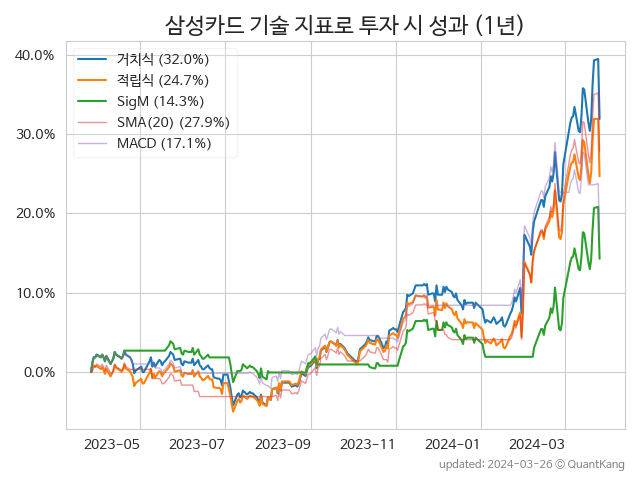 삼성카드 기술 지표로 투자 시 성과 (1년)
40.0%
30.0%
20.0%
10.0%
0.0%
거치식 (32.0%)
적립식 (24.7%)
SigM (14.3%)
SMA(20) (27.9%)
MACD (17.1%)
2023-05 2023-07 2023-09 2023-11 2024-01 2024-03
updated: 2024-03-26 © QuantKang